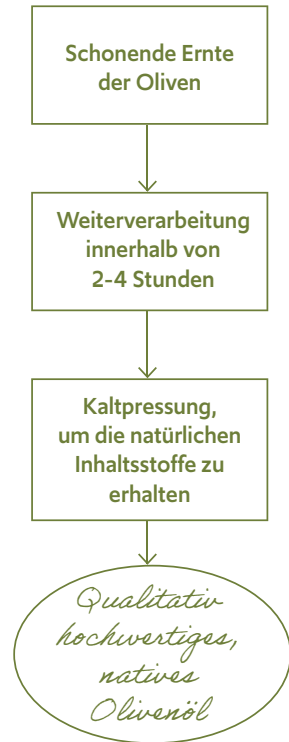 Schonende Ernte
der Oliven
Weiterverarbeitung
innerhalb von
2-4 Stunden
Kaltpressung,
um die natürlichen
Inhaltsstoffe zu
erhalten
Qualitativ
hochwertiges,
natives
Olivenöl